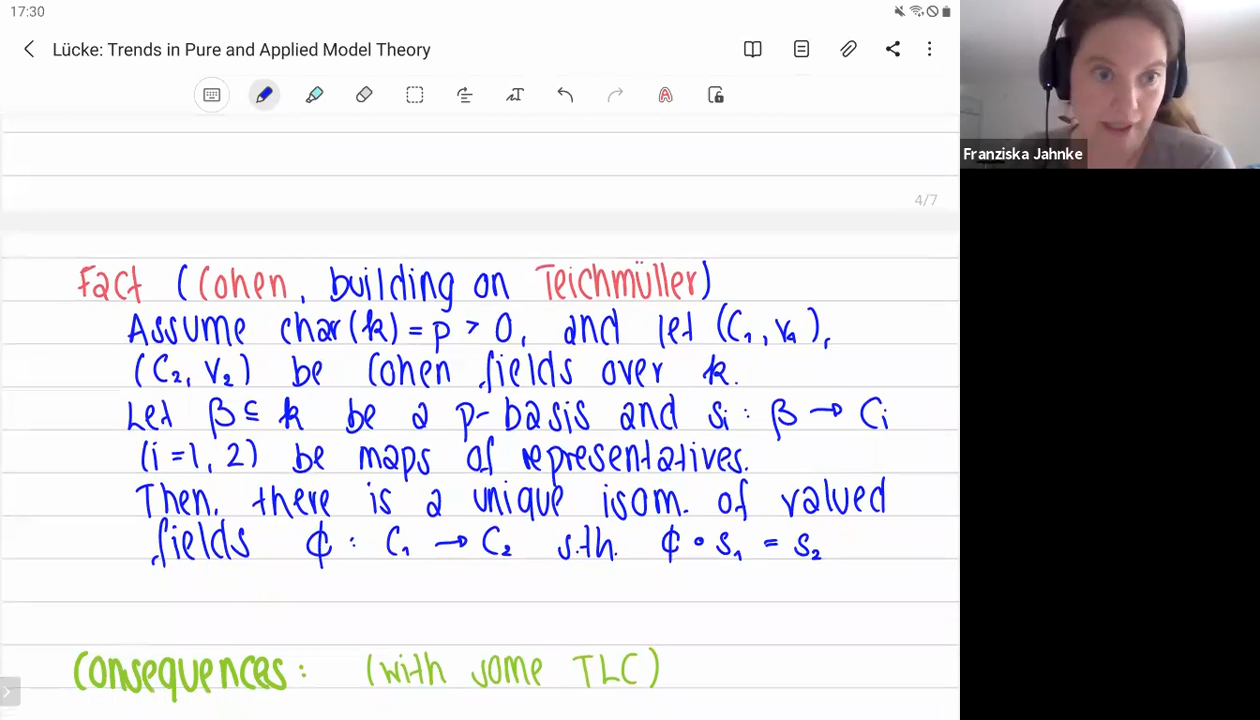 17:30
Lücke: Trends in Pure and Applied Model Theory
Franziska Jahnke
4/7
Fact (Cohen, building on Teichmüller)
Assume char(k) = p > 0, and let (C₁, v₁),
(C₂, v₂) be Cohen fields over k.
Let β ⊆ k be a p-basis and sᵢ : β → Cᵢ
(i = 1, 2) be maps of representatives.
Then, there is a unique isom. of valued
fields ϕ : C₁ → C₂ s.th. ϕ ∘ s₁ = s₂
Consequences: (with some TLC)